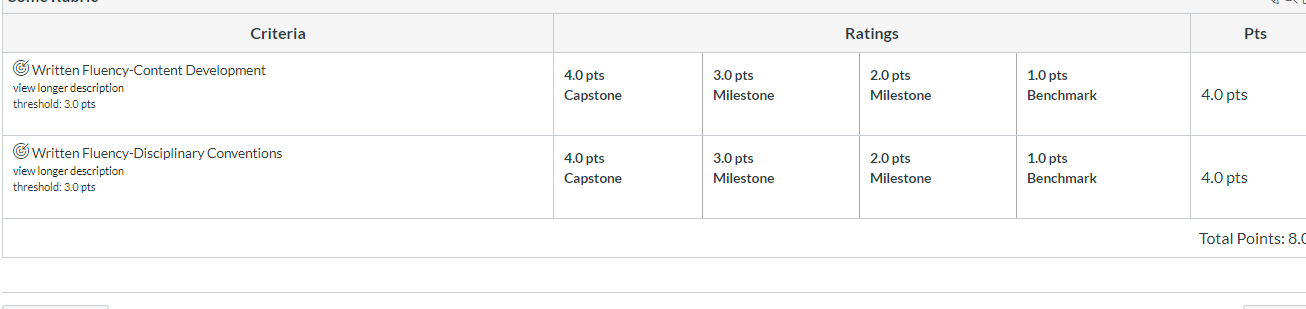 Some Rubric
Criteria Ratings Pts
Written Fluency-Content Development
view longer description
threshold: 3.0 pts
4.0 pts
Capstone
3.0 pts
Milestone
2.0 pts
Milestone
1.0 pts
Benchmark
4.0 pts
Written Fluency-Disciplinary Conventions
view longer description
threshold: 3.0 pts
4.0 pts
Capstone
3.0 pts
Milestone
2.0 pts
Milestone
1.0 pts
Benchmark
4.0 pts
Total Points: 8.0